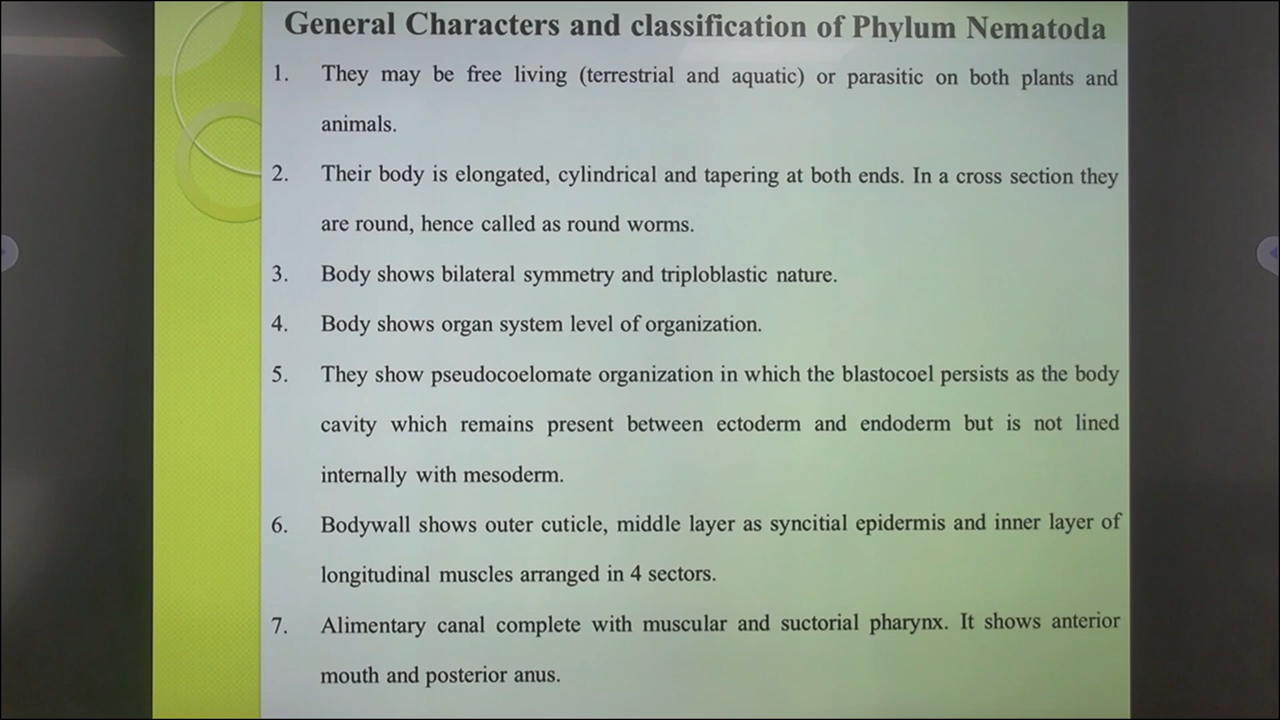 General Characters and classification of Phylum Nematoda
1. They may be free living (terrestrial and aquatic) or parasitic on both plants and
animals.
2. Their body is elongated, cylindrical and tapering at both ends. In a cross section they
are round, hence called as round worms.
3. Body shows bilateral symmetry and triploblastic nature.
4. Body shows organ system level of organization.
5. They show pseudocoelomate organization in which the blastocoel persists as the body
cavity which remains present between ectoderm and endoderm but is not lined
internally with mesoderm.
6. Bodywall shows outer cuticle, middle layer as syncitial epidermis and inner layer of
longitudinal muscles arranged in 4 sectors.
7. Alimentary canal complete with muscular and suctorial pharynx. It shows anterior
mouth and posterior anus.